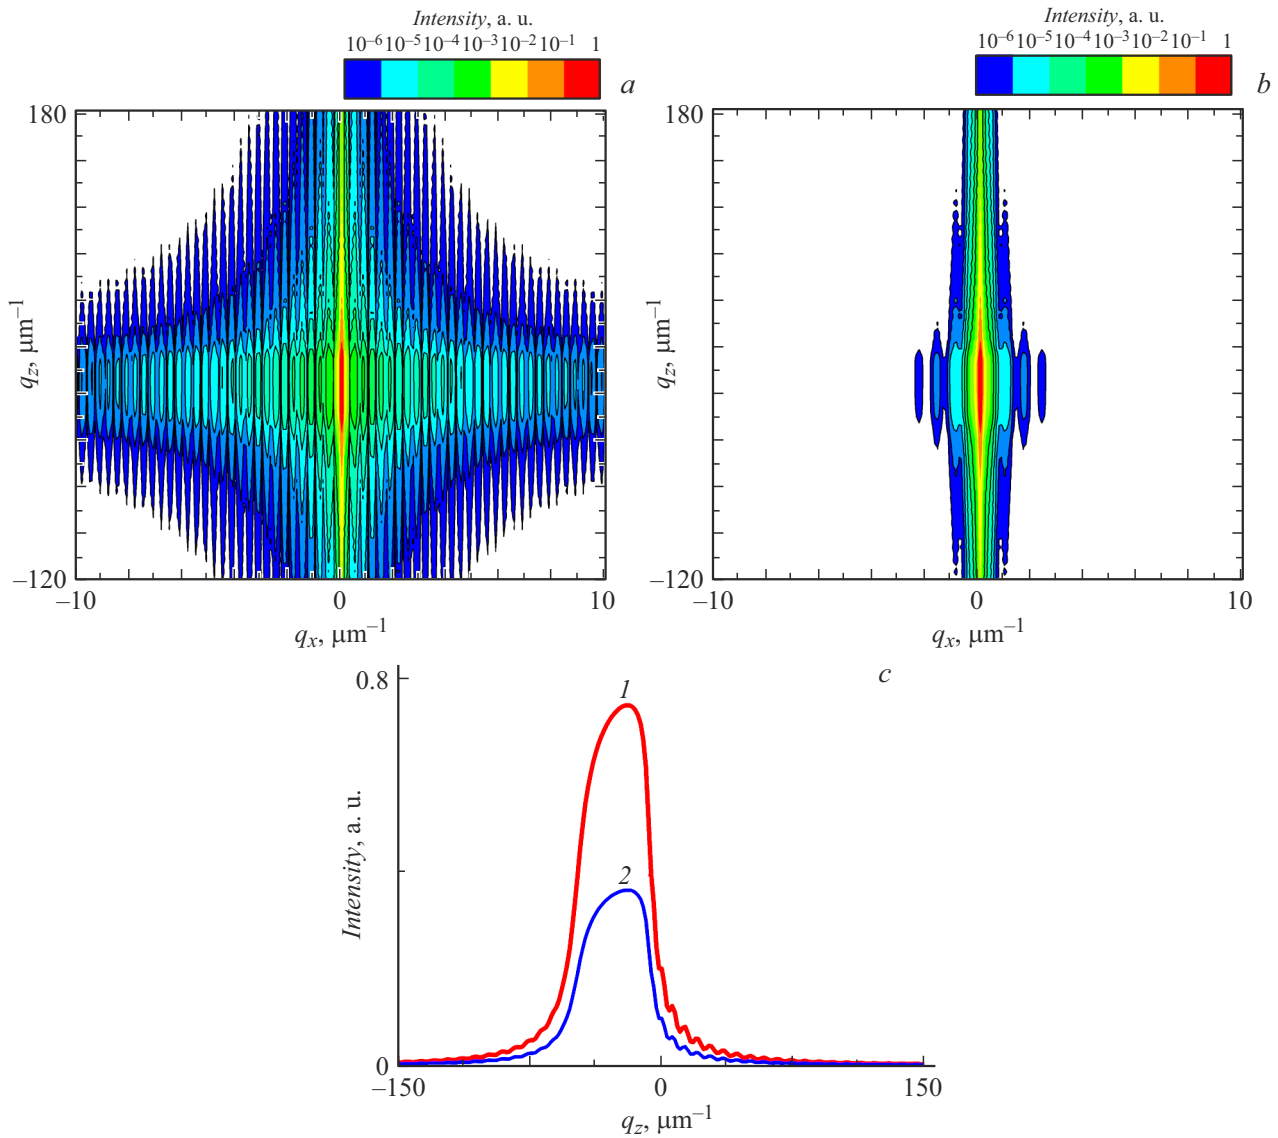 Intensity, a. u.
10⁻⁶ 10⁻⁵ 10⁻⁴ 10⁻³ 10⁻² 10⁻¹ 1
a
180
q_z, μm⁻¹
−120
−10 0 10
q_x, μm⁻¹
Intensity, a. u.
10⁻⁶ 10⁻⁵ 10⁻⁴ 10⁻³ 10⁻² 10⁻¹ 1
b
180
q_z, μm⁻¹
−120
−10 0 10
q_x, μm⁻¹
c
0.8
1
2
Intensity, a. u.
0
−150 0 150
q_z, μm⁻¹